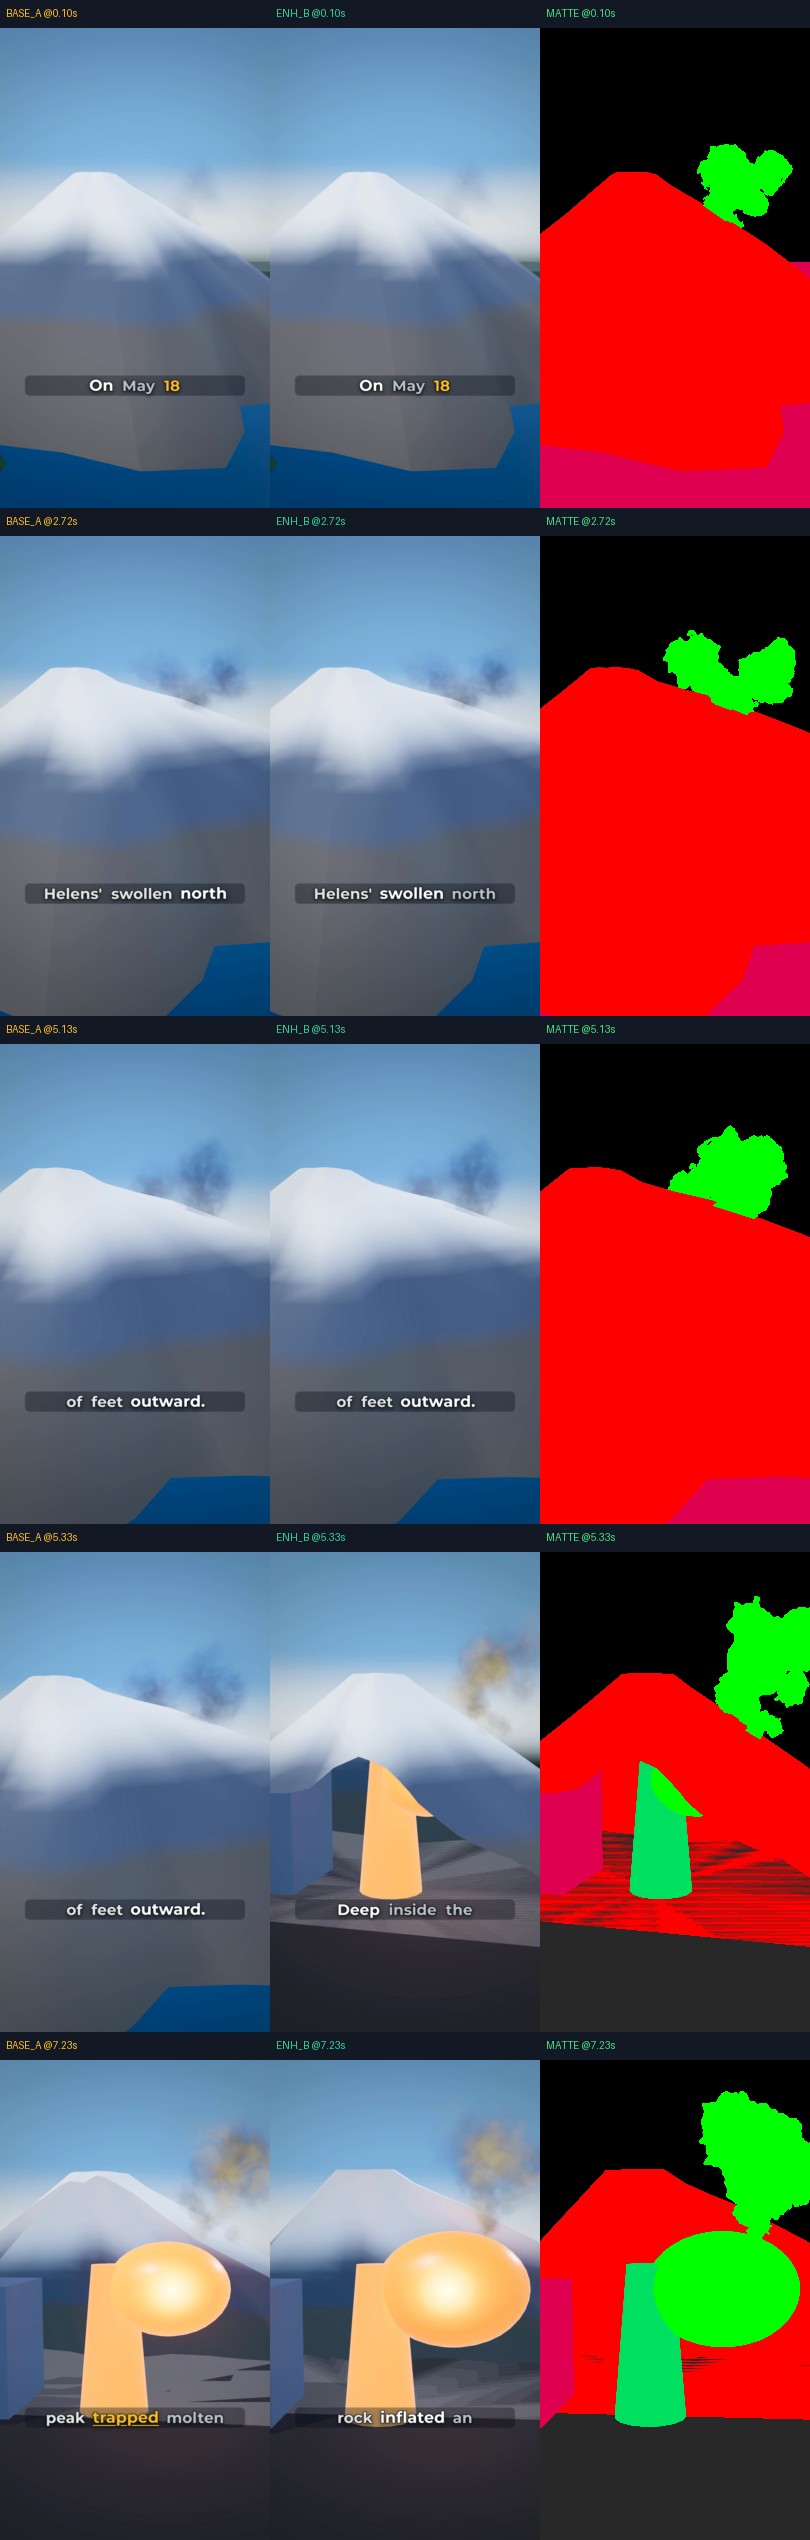 BASE_A @0.10s
ENH_B @0.10s
MATTE @0.10s
On May 18
On May 18
BASE_A @2.72s
ENH_B @2.72s
MATTE @2.72s
Helens' swollen north
Helens' swollen north
BASE_A @5.13s
ENH_B @5.13s
MATTE @5.13s
of feet outward.
of feet outward.
BASE_A @5.33s
ENH_B @5.33s
MATTE @5.33s
of feet outward.
Deep inside the
BASE_A @7.23s
ENH_B @7.23s
MATTE @7.23s
peak trapped molten
rock inflated an